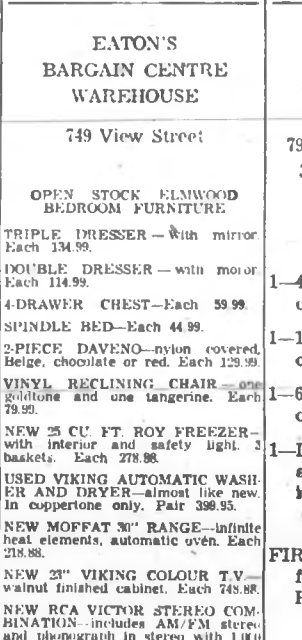 EATON'S
BARGAIN CENTRE
WAREHOUSE
749 View Street
OPEN STOCK ELMWOOD
BEDROOM FURNITURE
TRIPLE DRESSER — With mirror.
Each 134.99.
DOUBLE DRESSER — with
Each 114.99.
4-DRAWER CHEST—Each 59.99.
SPINDLE BED—Each 44.99.
2-PIECE DAVENO—nylon covered,
Beige, chocolate or red. Each 129.99.
VINYL RECLINING CHAIR — one
goldtone and one tangerine. Each
79.99.
NEW 25 CU. FT. ROY FREEZER—
with interior and safety light. 3
baskets. Each 278.88.
USED VIKING AUTOMATIC WASH-
ER AND DRYER—almost like new.
In coppertone only. Pair 399.95.
NEW MOFFAT 30" RANGE—infinite
heat elements, automatic oven. Each
218.88.
NEW 23" VIKING COLOUR T.V.—
walnut finished cabinet. Each 748.88.
NEW RCA VICTOR STEREO COM-
BINATION—includes AM/FM stereo
and phonograph in stereo with
79
1—4
1—1
1—6
1—
FIR